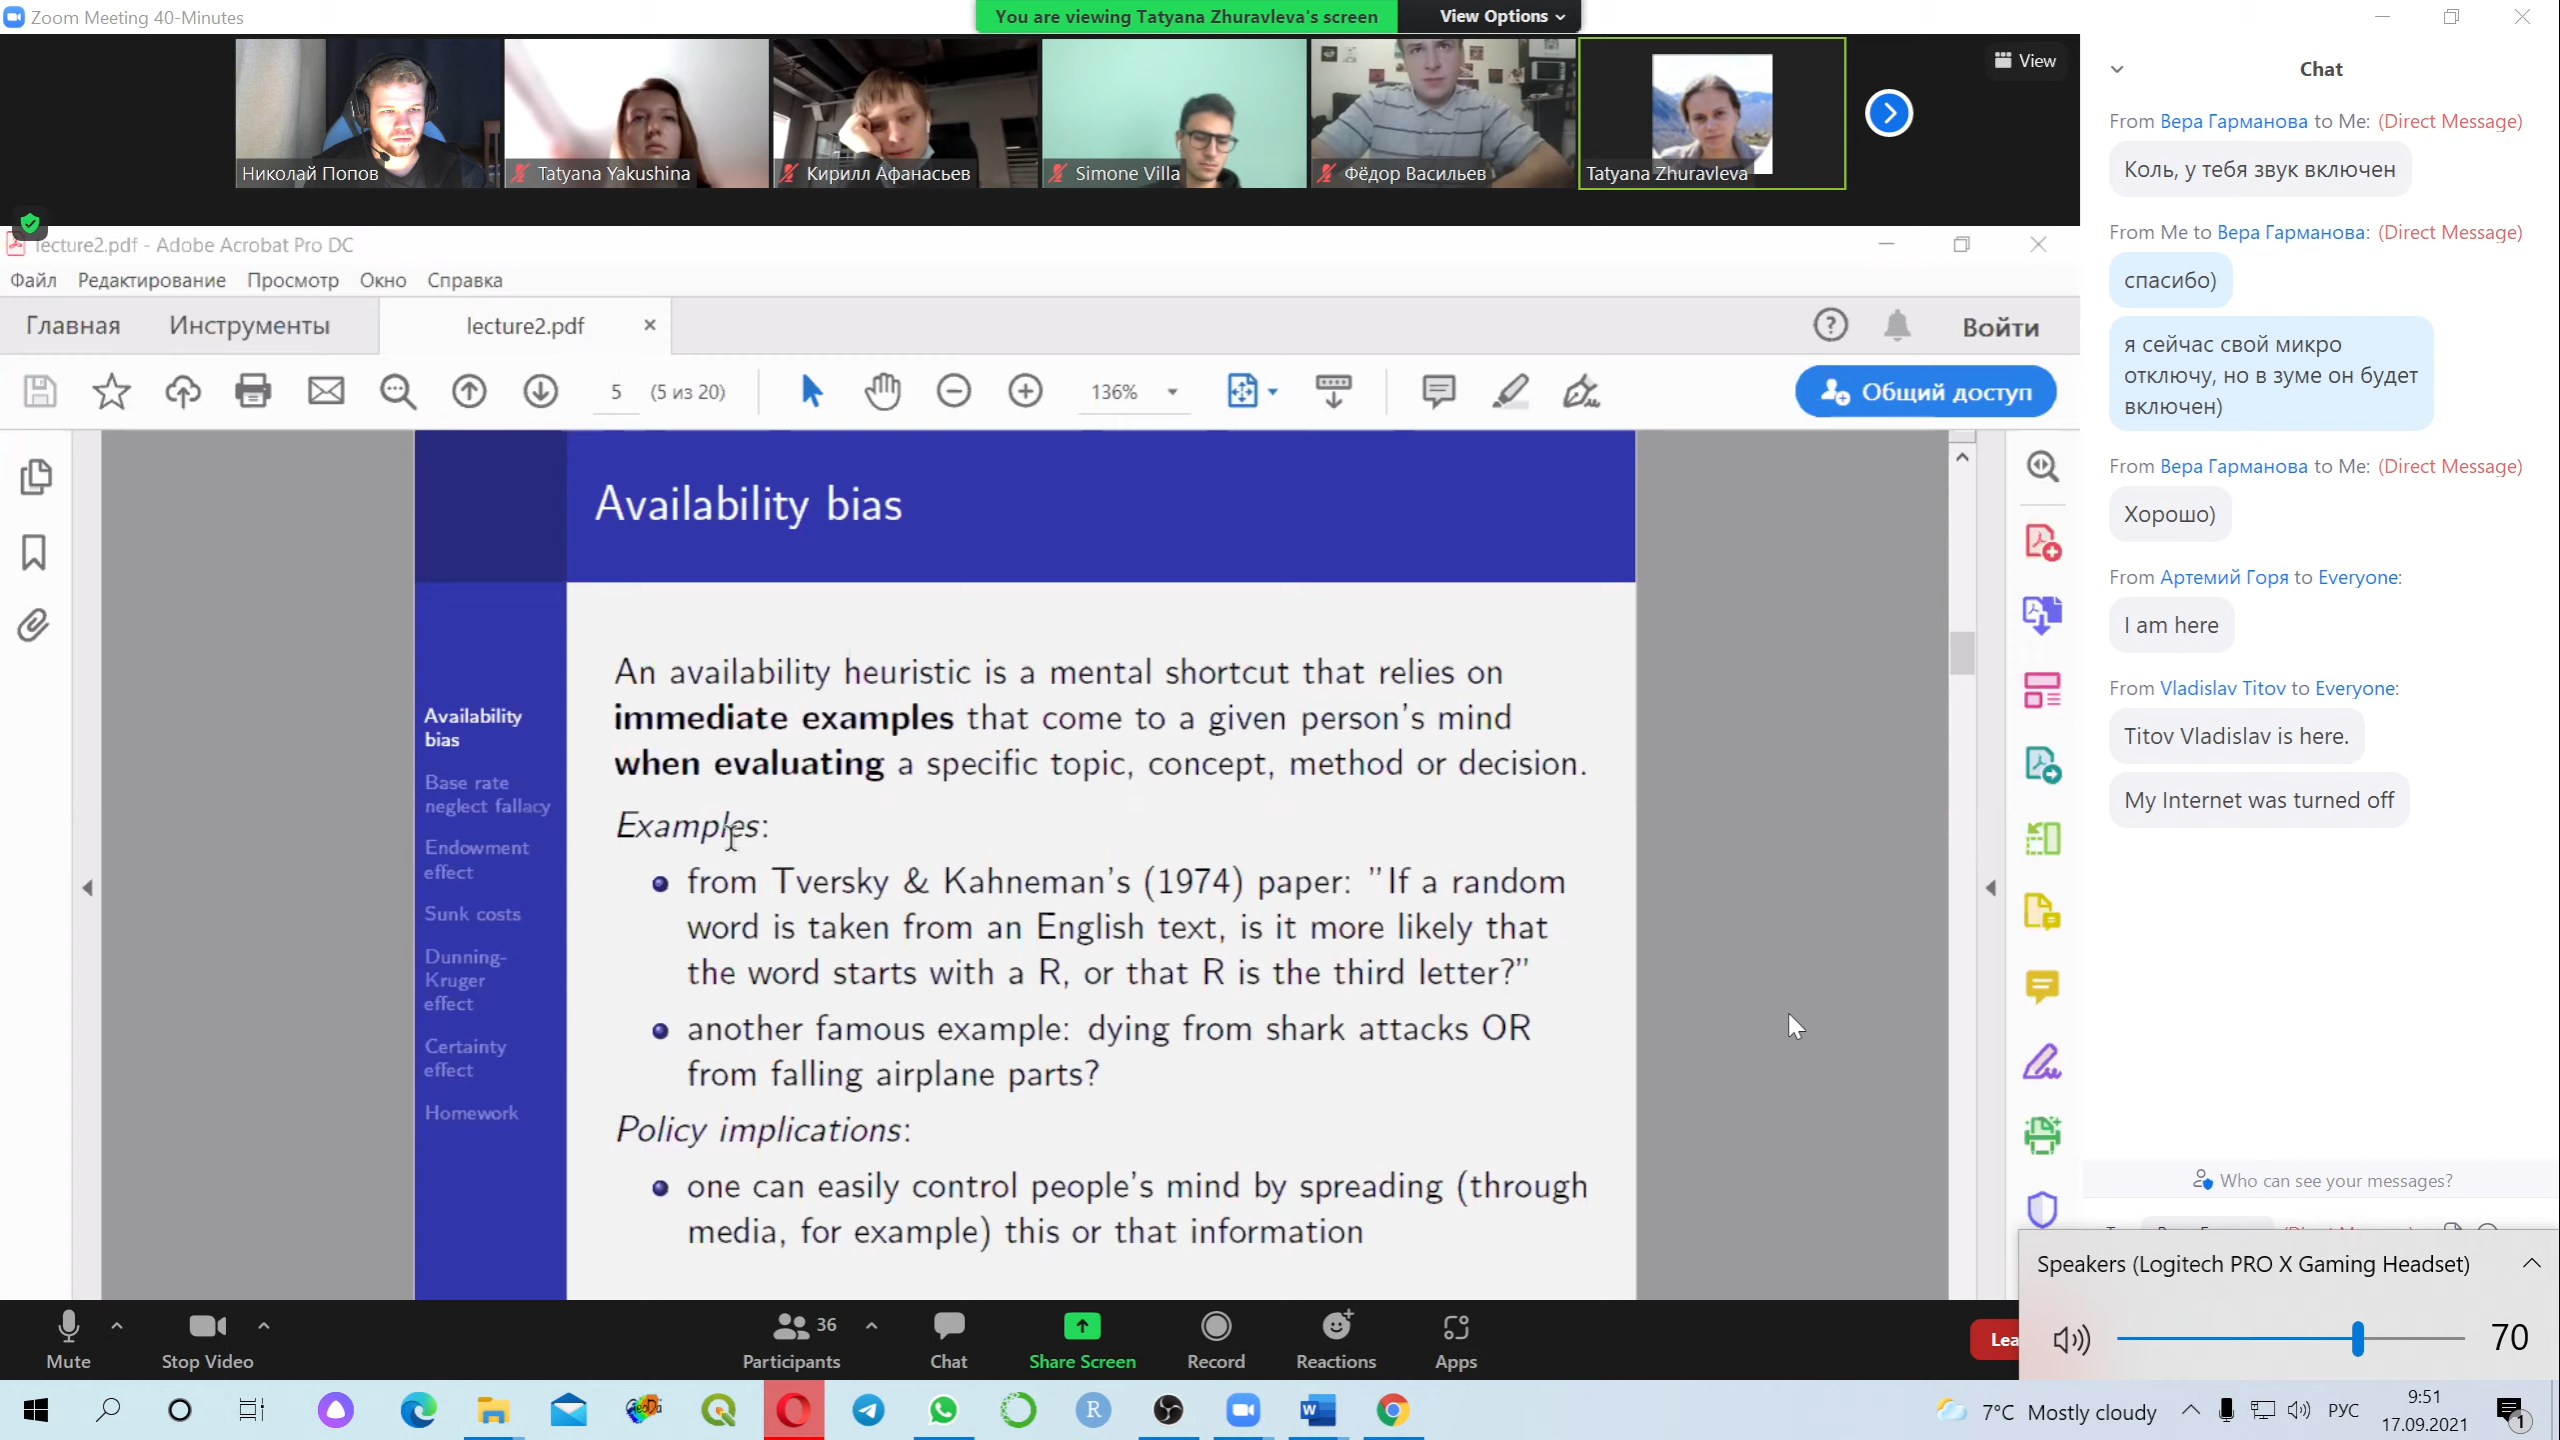 Zoom Meeting 40-Minutes
You are viewing Tatyana Zhuravleva's screen
View Options
View
Николай Попов
Tatyana Yakushina
Кирилл Афанасьев
Simone Villa
Фёдор Васильев
Tatyana Zhuravleva
lecture2.pdf - Adobe Acrobat Pro DC
Файл Редактирование Просмотр Окно Справка
Главная Инструменты lecture2.pdf Войти
5 (5 из 20) 136% Общий доступ
Availability bias
Availability
bias
Base rate
neglect fallacy
Endowment
effect
Sunk costs
Dunning-
Kruger
effect
Certainty
effect
Homework
An availability heuristic is a mental shortcut that relies on
immediate examples that come to a given person's mind
when evaluating a specific topic, concept, method or decision.
Examples:
from Tversky & Kahneman's (1974) paper: "If a random
word is taken from an English text, is it more likely that
the word starts with a R, or that R is the third letter?"
another famous example: dying from shark attacks OR
from falling airplane parts?
Policy implications:
one can easily control people's mind by spreading (through
media, for example) this or that information
Chat
From Вера Гарманова to Me: (Direct Message)
Коль, у тебя звук включен
From Me to Вера Гарманова: (Direct Message)
спасибо)
я сейчас свой микро
отключу, но в зуме он будет
включен)
From Вера Гарманова to Me: (Direct Message)
Хорошо)
From Артемий Горя to Everyone:
I am here
From Vladislav Titov to Everyone:
Titov Vladislav is here.
My Internet was turned off
Who can see your messages?
Speakers (Logitech PRO X Gaming Headset)
70
Mute
Stop Video
36
Participants
Chat
Share Screen
Record
Reactions
Apps
Lea
GeoDa
R
W
7°C Mostly cloudy
РУС
9:51
17.09.2021
1